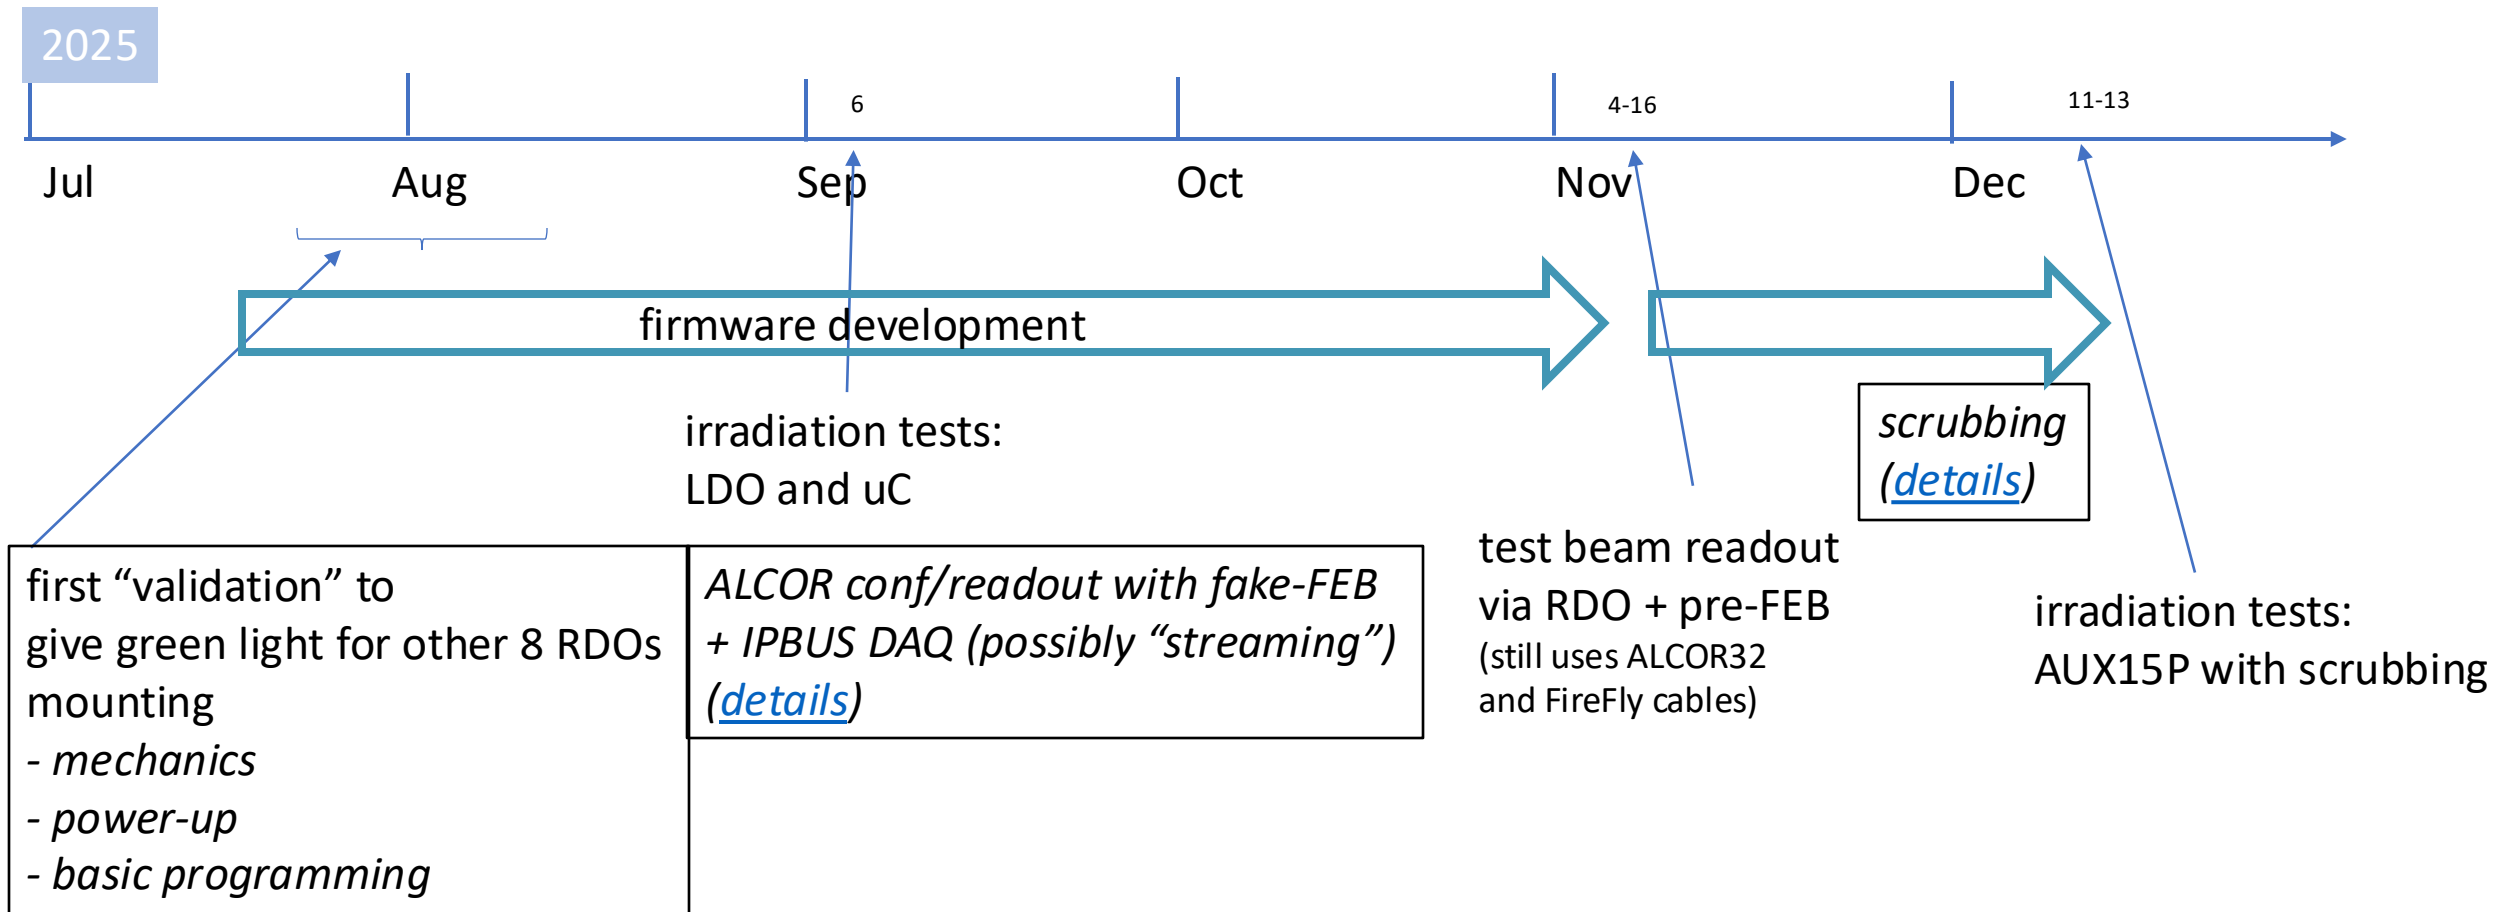 2025
6
4-16
11-13
Jul
Aug
Sep
Oct
Nov
Dec
firmware development
irradiation tests:
LDO and uC
scrubbing
(details)
first “validation” to
give green light for other 8 RDOs
mounting
- mechanics
- power-up
- basic programming
ALCOR conf/readout with fake-FEB
+ IPBUS DAQ (possibly “streaming”)
(details)
test beam readout
via RDO + pre-FEB
(still uses ALCOR32
and FireFly cables)
irradiation tests:
AUX15P with scrubbing